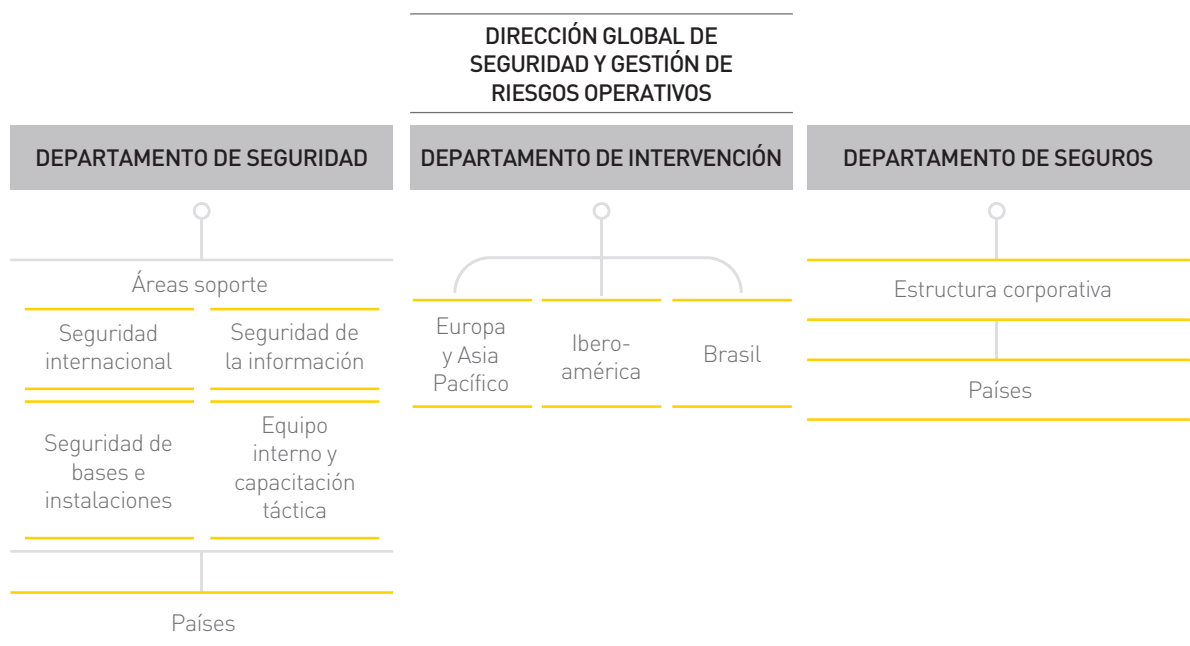 DIRECCIÓN GLOBAL DE
SEGURIDAD Y GESTIÓN DE
RIESGOS OPERATIVOS
DEPARTAMENTO DE SEGURIDAD
Áreas soporte
Seguridad
internacional
Seguridad de
la información
Seguridad de
bases e
instalaciones
Equipo
interno y
capacitación
táctica
Países
DEPARTAMENTO DE INTERVENCIÓN
Europa
y Asia
Pacífico
Ibero-
américa
Brasil
DEPARTAMENTO DE SEGUROS
Estructura corporativa
Países